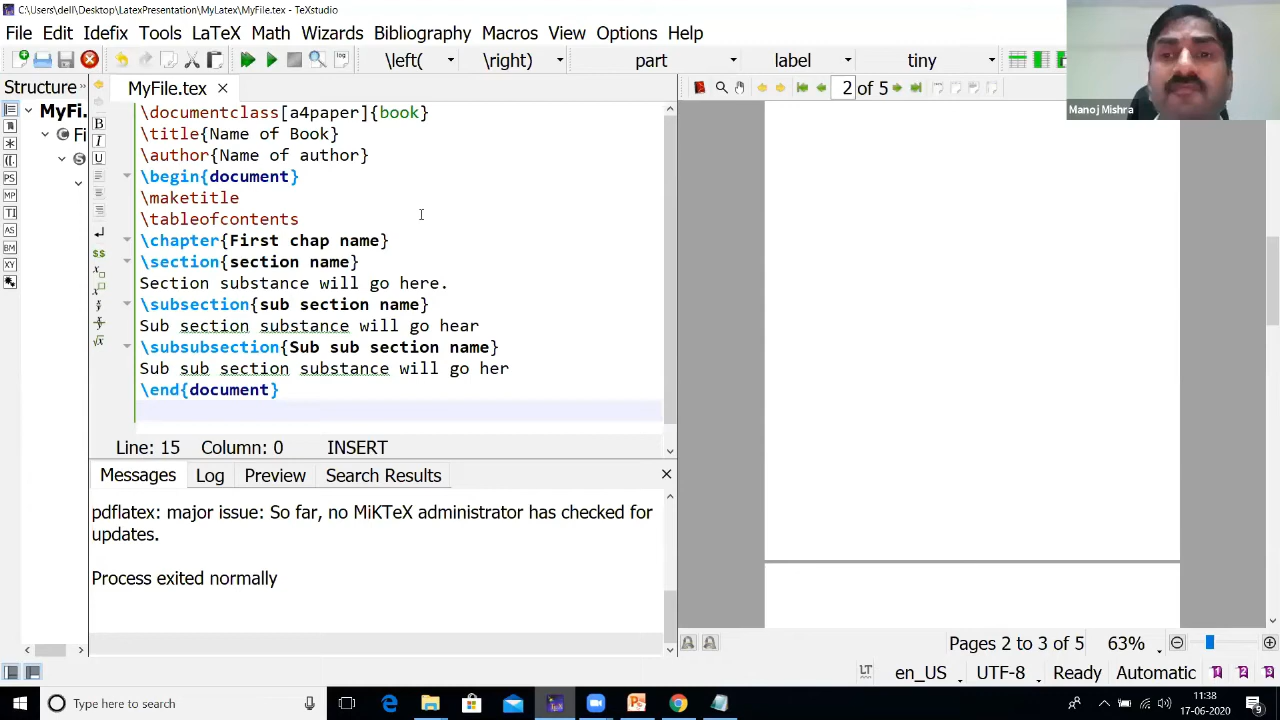 C:\Users\dell\Desktop\LatexPresentation\MyLatex\MyFile.tex - TeXstudio
File Edit Idefix Tools LaTeX Math Wizards Bibliography Macros View Options Help
\left( \right) part label tiny
Structure MyFile.tex 2 of 5
Manoj Mishra
MyFi.
Fi
\documentclass[a4paper]{book}
\title{Name of Book}
\author{Name of author}
\begin{document}
\maketitle
\tableofcontents
\chapter{First chap name}
\section{section name}
Section substance will go here.
\subsection{sub section name}
Sub section substance will go hear
\subsubsection{Sub sub section name}
Sub sub section substance will go her
\end{document}
Line: 15 Column: 0 INSERT
Messages Log Preview Search Results
pdflatex: major issue: So far, no MiKTeX administrator has checked for
updates.
Process exited normally
Pages 2 to 3 of 5 63%
en_US UTF-8 Ready Automatic
Type here to search
11:38
17-06-2020